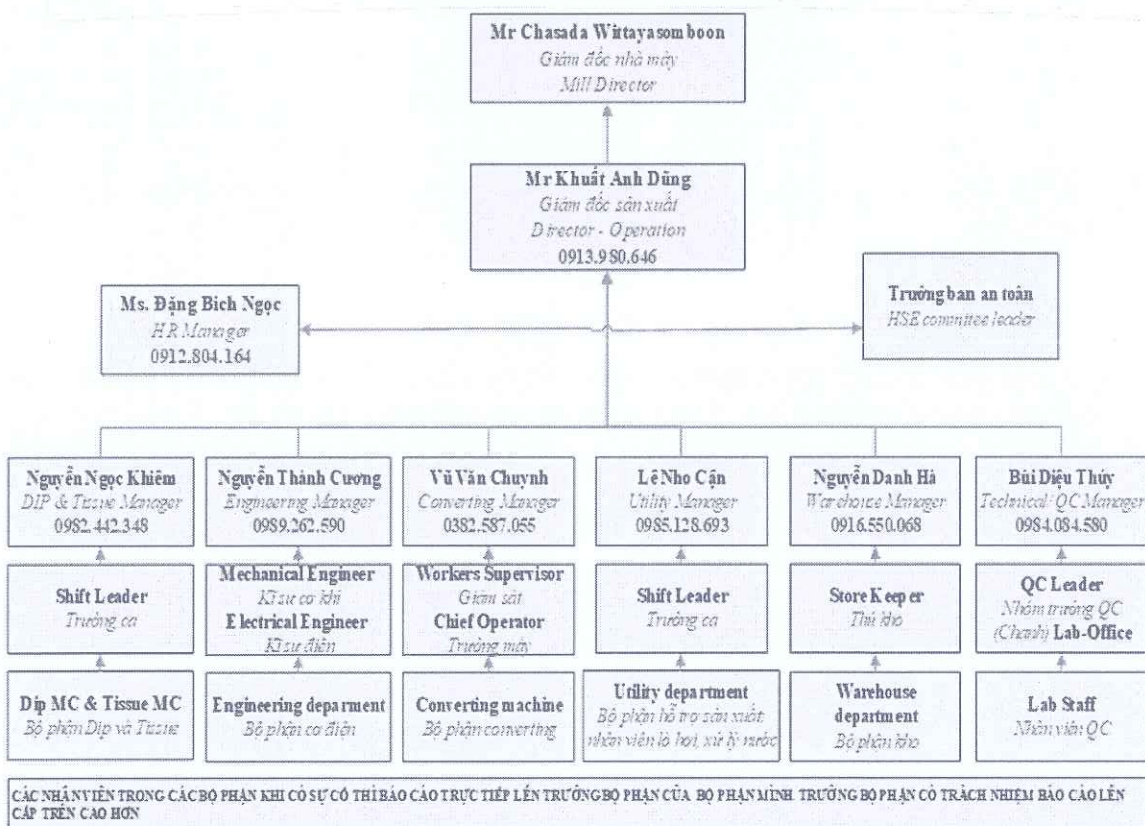 Mr Chasada Wittayasomboon
Giám đốc nhà máy
Mill Director
Mr Khuất Anh Dũng
Giám đốc sản xuất
Director - Operation
0913.980.646
Ms. Đặng Bích Ngọc
HR Manager
0912.804.164
Trưởng ban an toàn
HSE committee leader
Nguyễn Ngọc Khiêm
DIP & Tissue Manager
0982.442.348
Nguyễn Thành Cương
Engineering Manager
0989.262.590
Vũ Văn Chuynh
Converting Manager
0382.587.055
Lê Nho Cận
Utility Manager
0985.128.693
Nguyễn Danh Hà
Warehoice Manager
0916.550.068
Bùi Diệu Thúy
Technical/ QC Manager
0984.084.580
Shift Leader
Trưởng ca
Mechanical Engineer
Kĩ sư cơ khí
Electrical Engineer
Kĩ sư điện
Workers Supervisor
Giám sát
Chief Operator
Trưởng máy
Shift Leader
Trưởng ca
Store Keeper
Thủ kho
QC Leader
Nhóm trưởng QC
(Chanh) Lab-Office
Dip MC & Tissue MC
Bộ phận Dip và Tissue
Engineering deparment
Bộ phận cơ điện
Converting machine
Bộ phận converting
Utility department
Bộ phận hỗ trợ sản xuất:
nhân viên lò hơi, xử lý nước
Warehouse
department
Bộ phận kho
Lab Staff
Nhân viên QC
CÁC NHÂN VIÊN TRONG CÁC BỘ PHẬN KHI CÓ SỰ CỐ THÌ BÁO CÁO TRỰC TIẾP LÊN TRƯỞNG BỘ PHẬN CỦA BỘ PHẬN MÌNH. TRƯỞNG BỘ PHẬN CÓ TRÁCH NHIỆM BÁO CÁO LÊN
CẤP TRÊN CAO HƠN